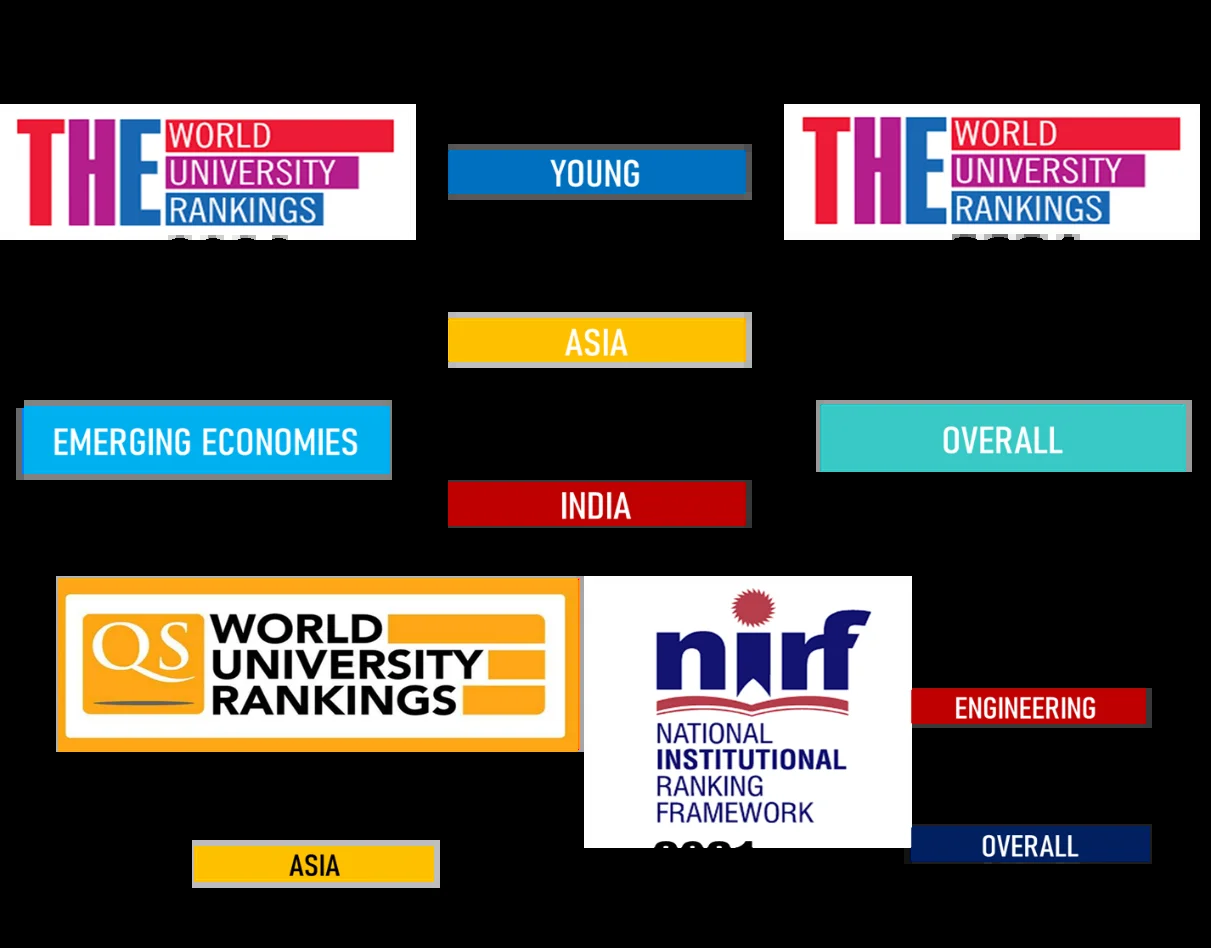 THE WORLD
UNIVERSITY
RANKINGS
YOUNG
THE WORLD
UNIVERSITY
RANKINGS
ASIA
EMERGING ECONOMIES
OVERALL
INDIA
QS WORLD
UNIVERSITY
RANKINGS
nirf
NATIONAL
INSTITUTIONAL
RANKING
FRAMEWORK
ENGINEERING
OVERALL
ASIA